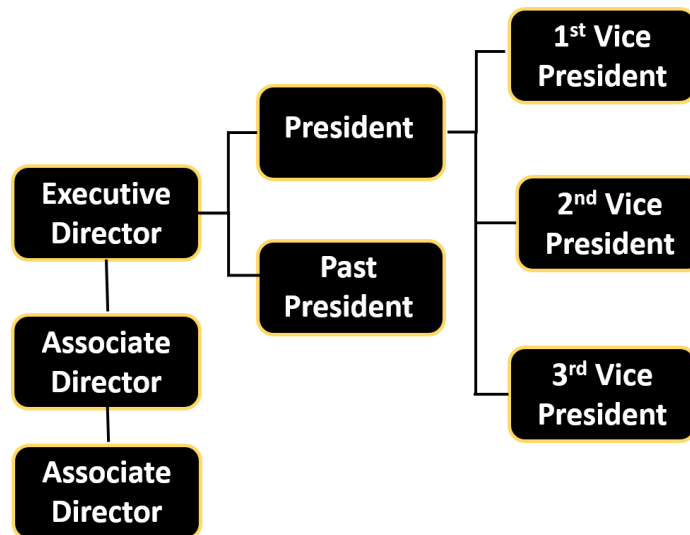 1st Vice
President
President
Executive
Director
2nd Vice
President
Past
President
Associate
Director
3rd Vice
President
Associate
Director